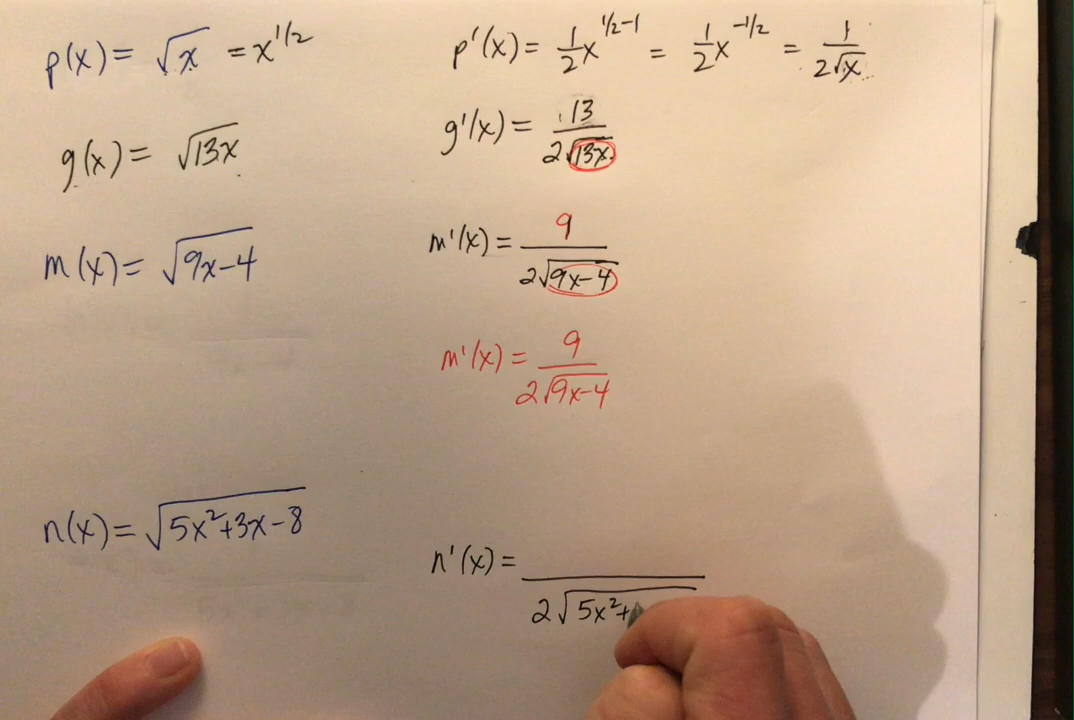 p(x) = √x = x^1/2
p'(x) = 1/2 x^1/2-1 = 1/2 x^-1/2 = 1/2√x
g(x) = √13x
g'(x) = 13/2√13x
m(x) = √9x-4
m'(x) = 9/2√9x-4
m'(x) = 9/2√9x-4
n(x) = √5x²+3x-8
n'(x) = /2√5x²+